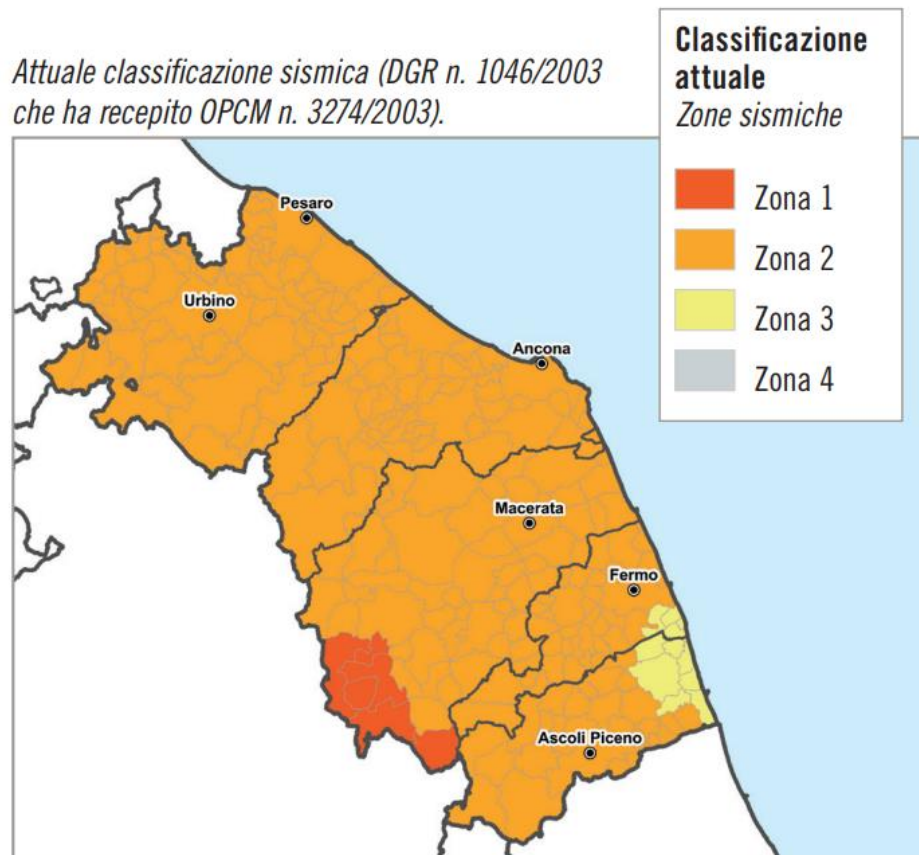 Attuale classificazione sismica (DGR n. 1046/2003
che ha recepito OPCM n. 3274/2003).
Classificazione
attuale
Zone sismiche
Zona 1
Zona 2
Zona 3
Zona 4
Pesaro
Urbino
Ancona
Macerata
Fermo
Ascoli Piceno